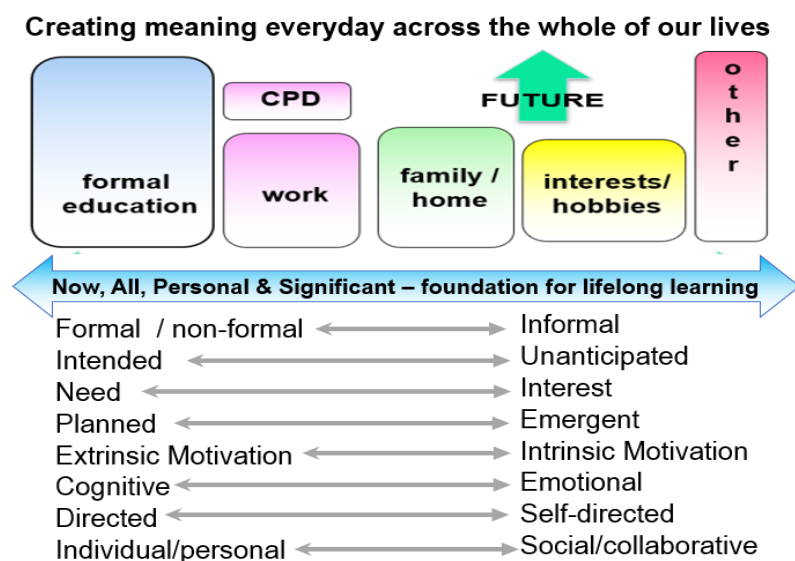 Creating meaning everyday across the whole of our lives
CPD
FUTURE
other
formal
education
work
family /
home
interests/
hobbies
Now, All, Personal & Significant – foundation for lifelong learning
Formal / non-formal
Informal
Intended
Unanticipated
Need
Interest
Planned
Emergent
Extrinsic Motivation
Intrinsic Motivation
Cognitive
Emotional
Directed
Self-directed
Individual/personal
Social/collaborative